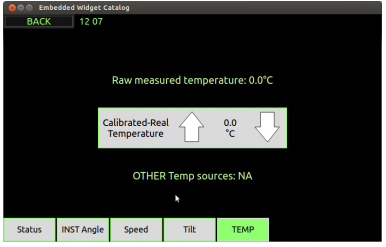 Embedded Widget Catalog
BACK 12 07
Raw measured temperature: 0.0°C
Calibrated-Real
Temperature
0.0
°C
OTHER Temp sources: NA
Status INST Angle Speed Tilt TEMP